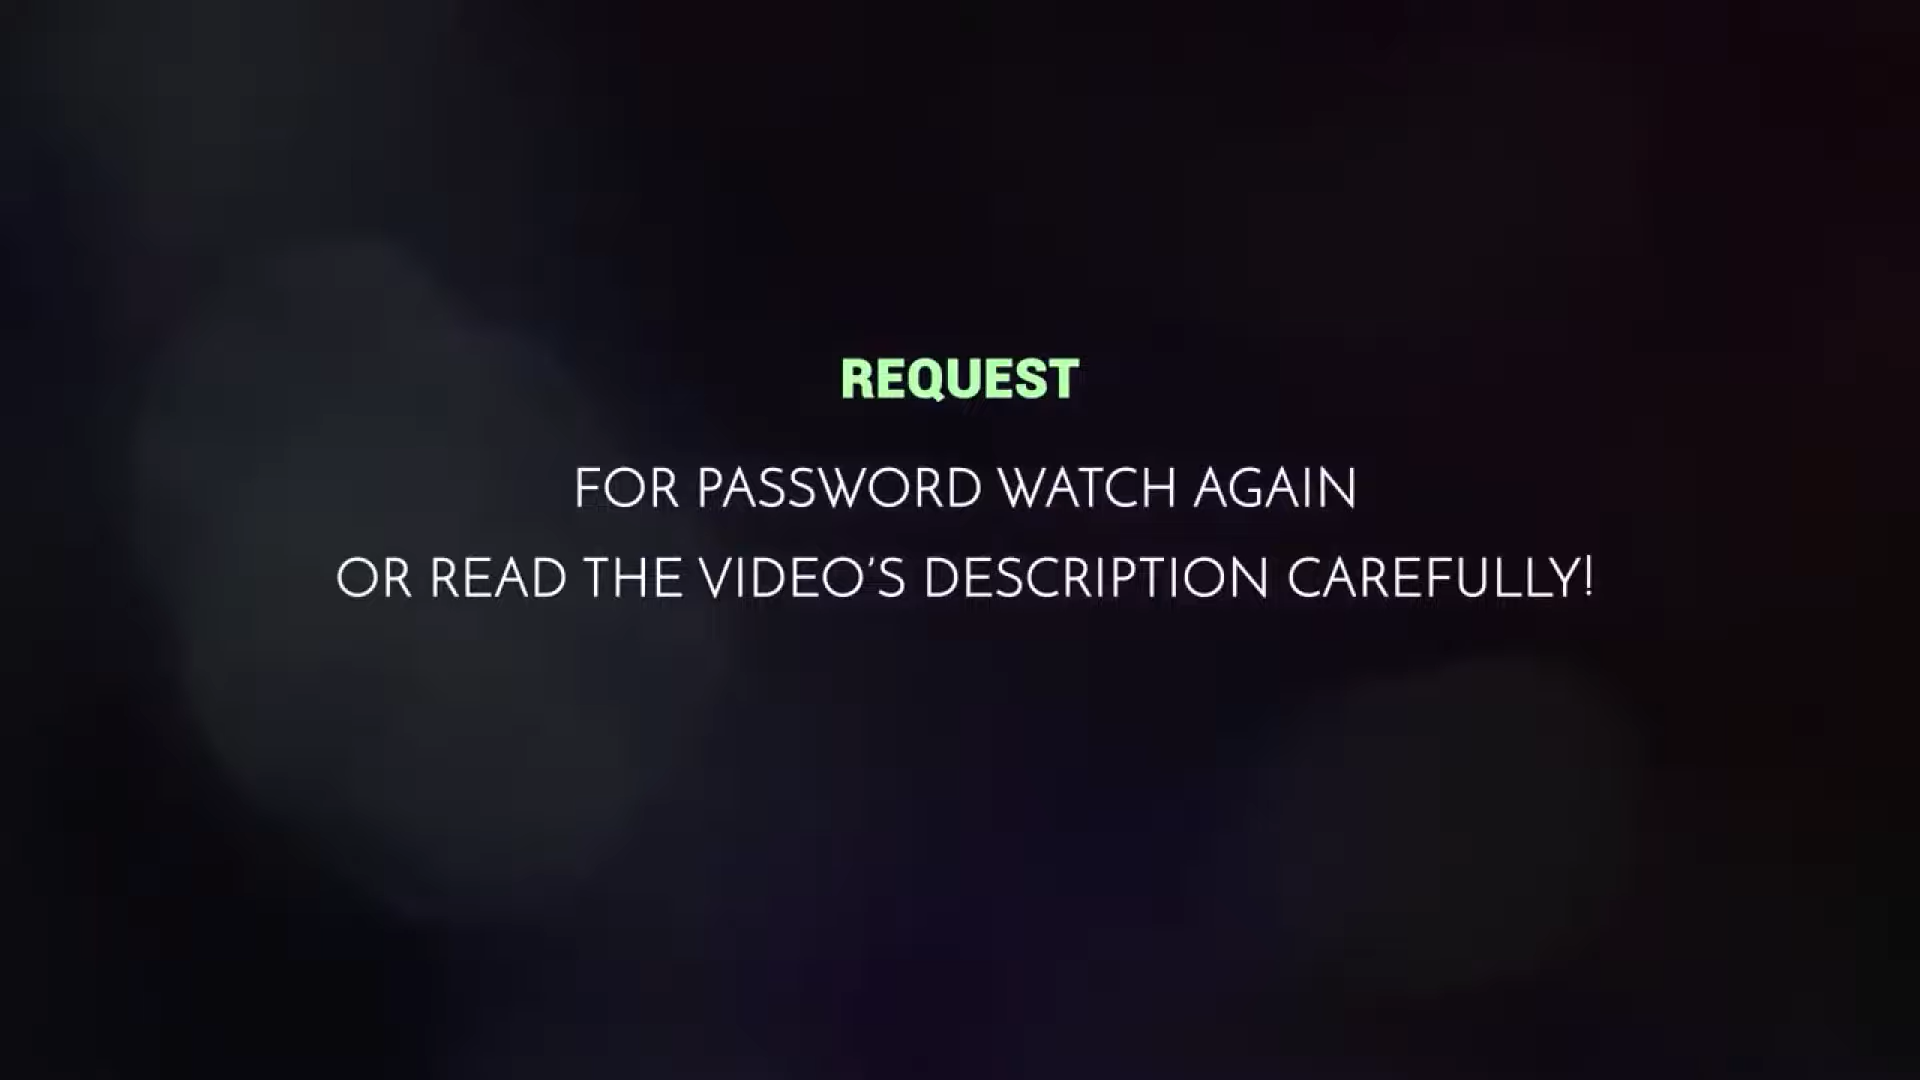 REQUEST
FOR PASSWORD WATCH AGAIN
OR READ THE VIDEO’S DESCRIPTION CAREFULLY!